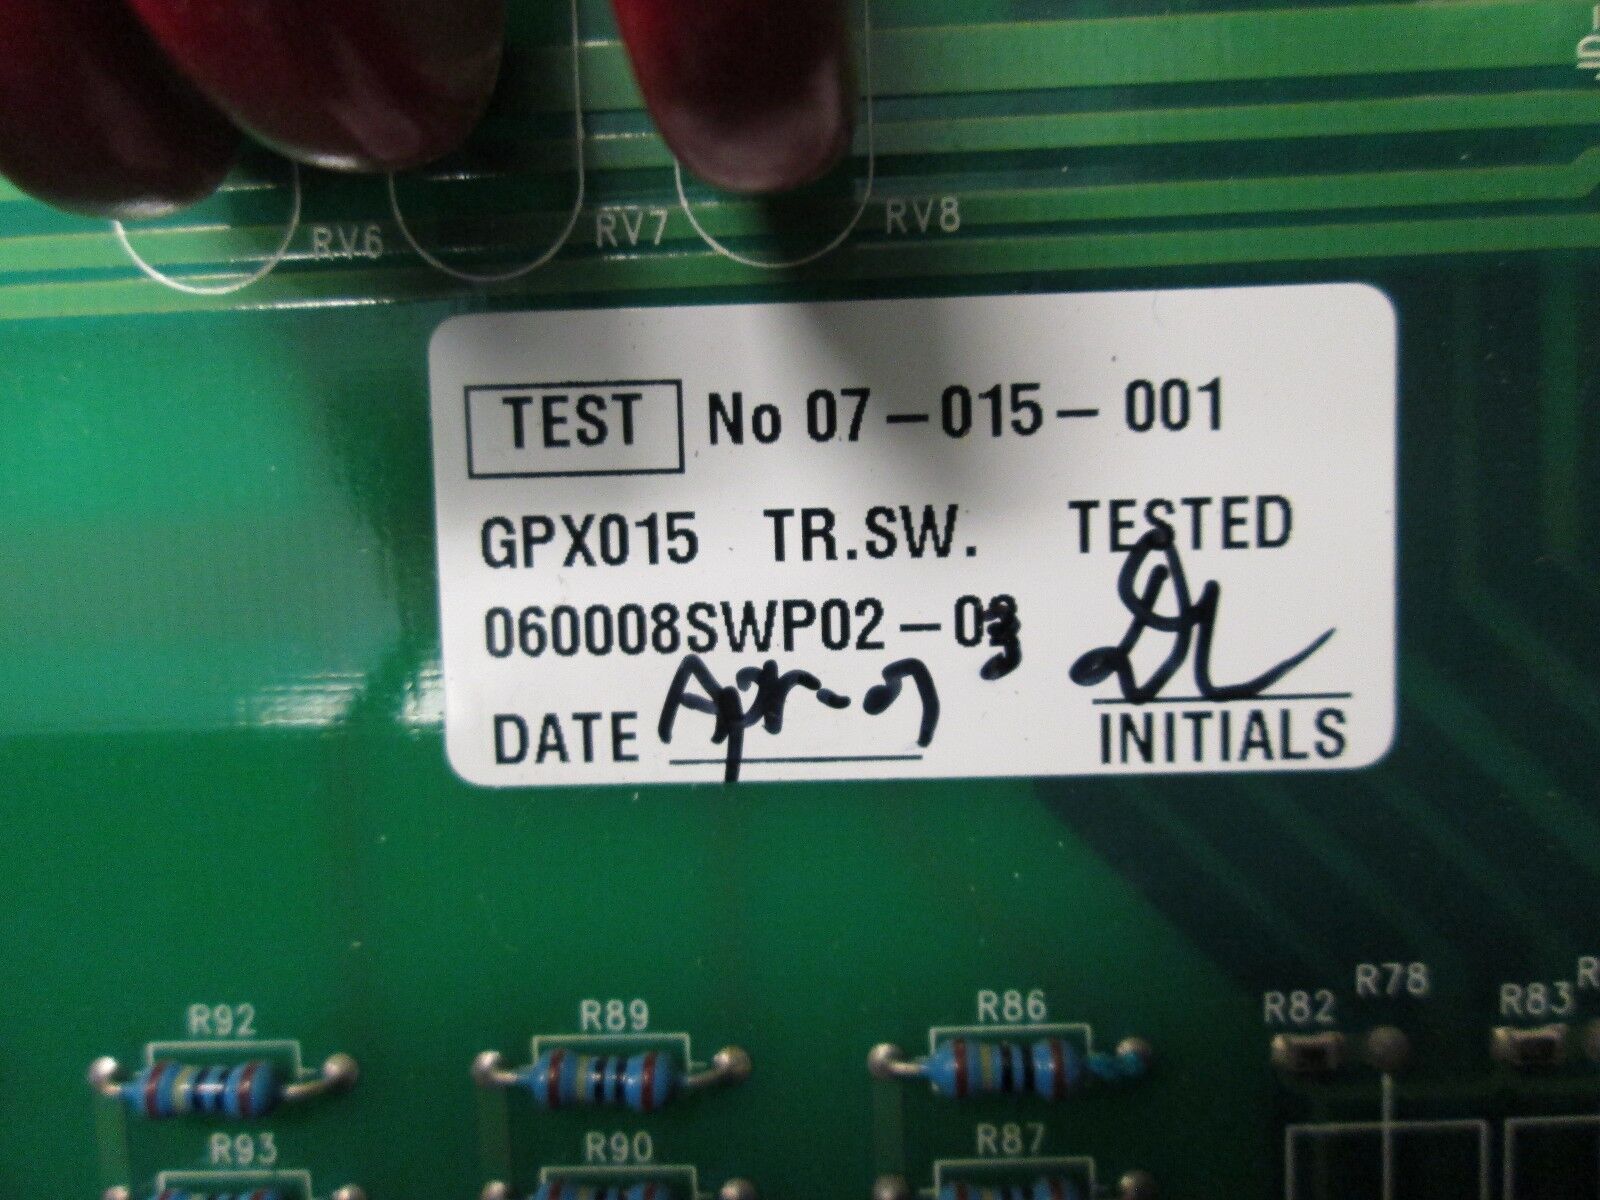 RV6 RV7 RV8
TEST No 07-015-001
GPX015 TR.SW. TESTED
060008SWP02-03
DATE Apr-07
INITIALS
R92 R89 R86 R82 R78 R83
R93 R90 R87